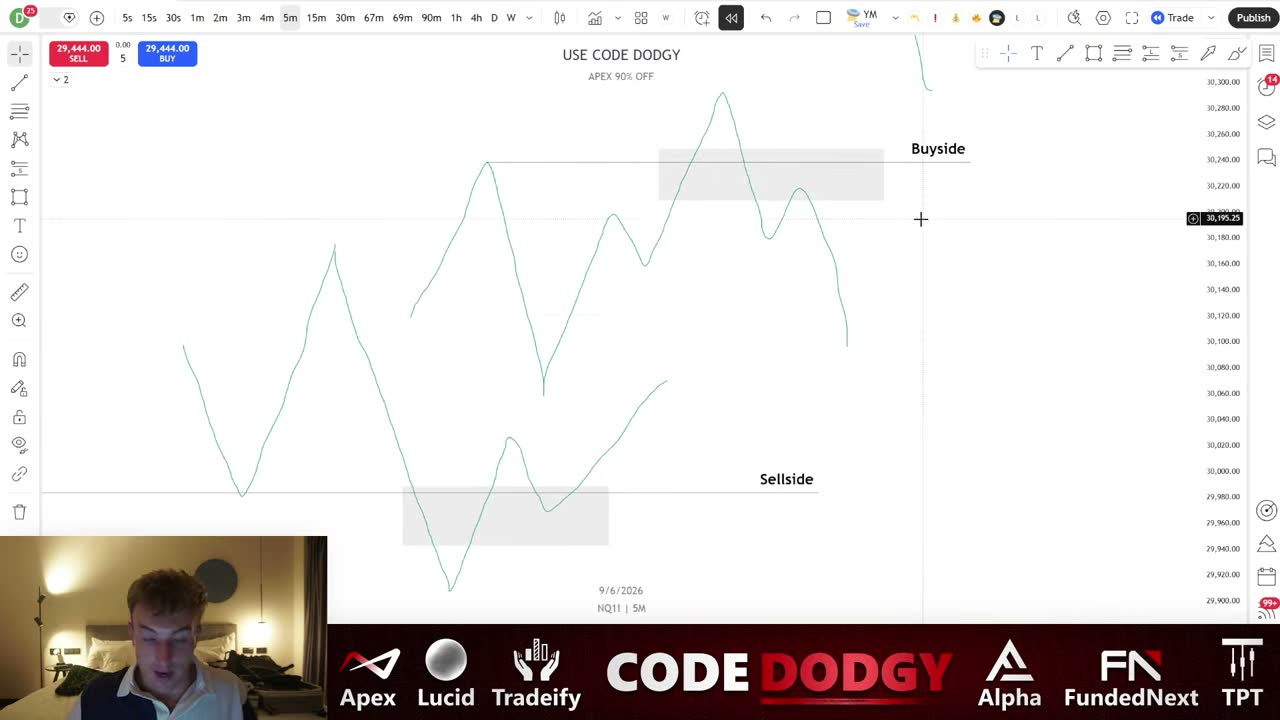 D 25 5s 15s 30s 1m 2m 3m 4m 5m 15m 30m 67m 69m 90m 1h 4h D W W YM Save L L Trade Publish
29,444.00 SELL 0.00 5 29,444.00 BUY
2
USE CODE DODGY
APEX 90% OFF
14
30,300.00
30,280.00
30,260.00
Buyside
30,240.00
30,220.00
30,195.25
30,180.00
30,160.00
30,140.00
30,120.00
30,100.00
30,080.00
30,060.00
30,040.00
30,020.00
30,000.00
Sellside
29,980.00
29,960.00
29,940.00
29,920.00
29,900.00
9/6/2026
NQ1! | 5M
99+
CODE DODGY
Apex Lucid Tradeify Alpha FundedNext TPT